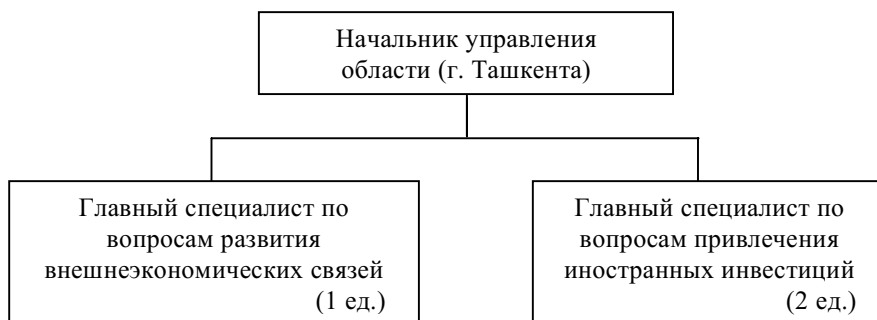 Начальник управления
области (г. Ташкента)
Главный специалист по
вопросам развития
внешнеэкономических связей
(1 ед.)
Главный специалист по
вопросам привлечения
иностранных инвестиций
(2 ед.)